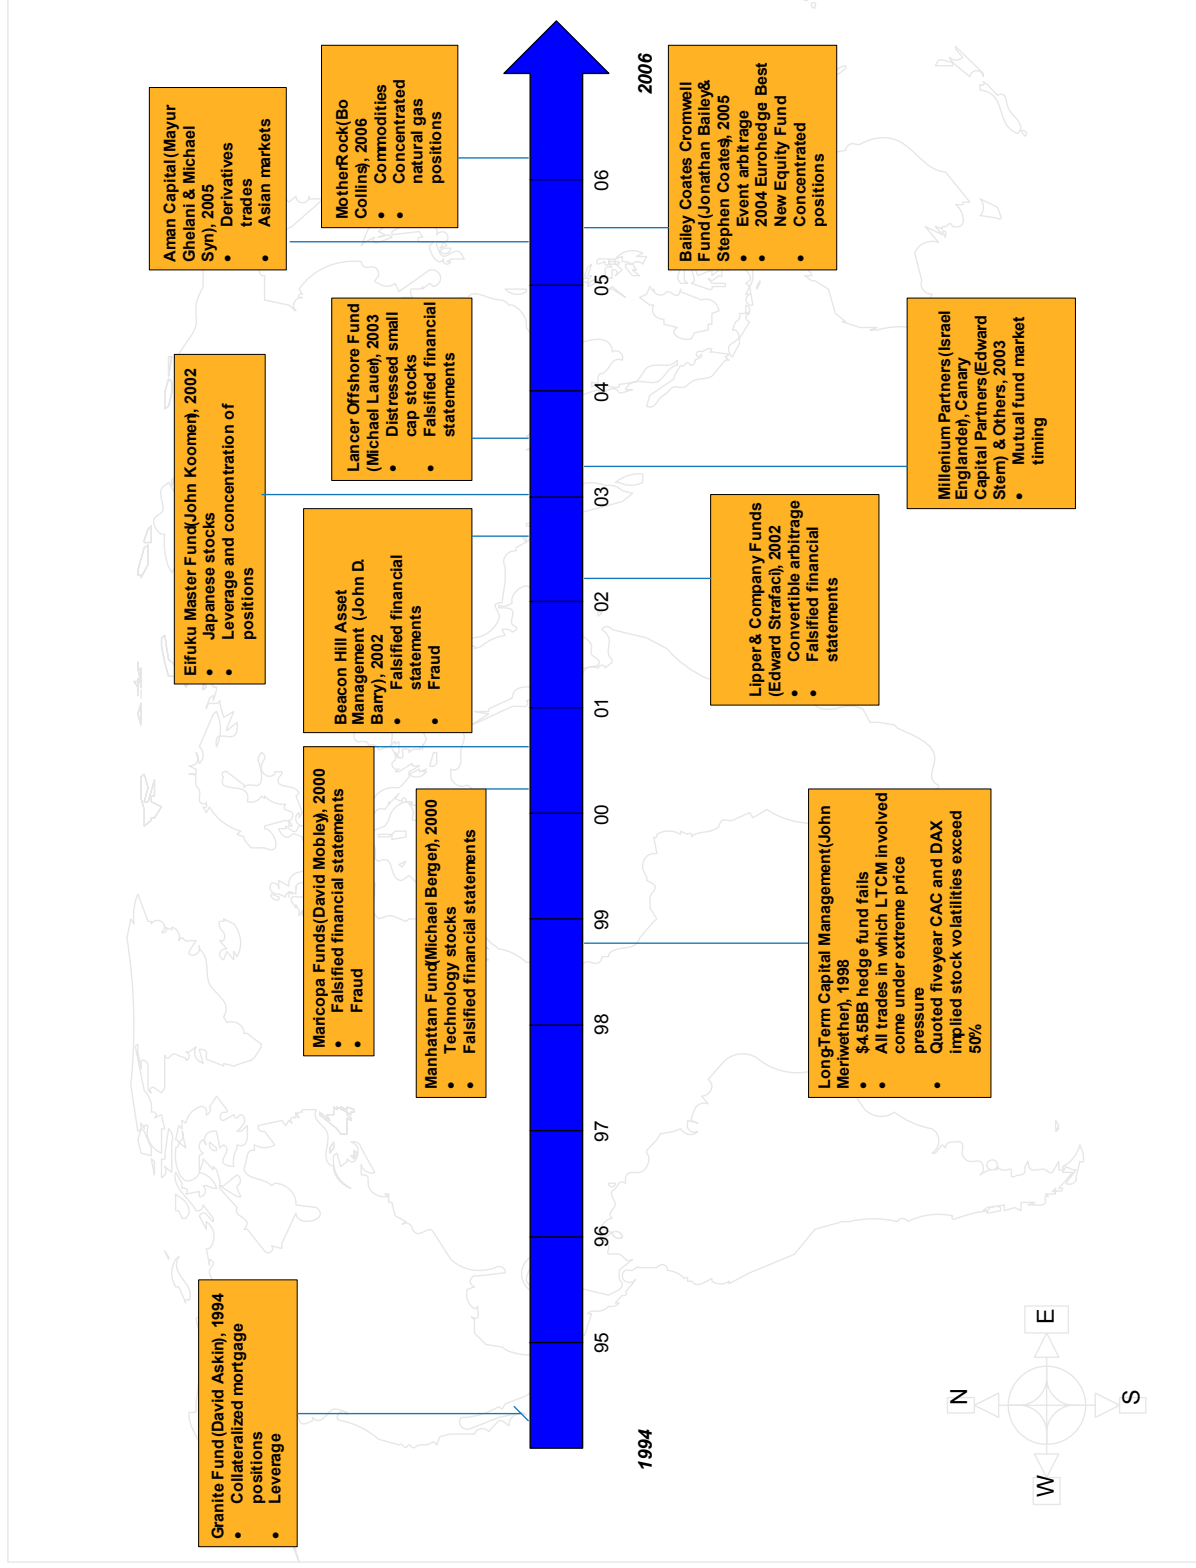 Granite Fund (David Askin), 1994
• Collateralized mortgage
positions
• Leverage
Maricopa Funds(David Mobley), 2000
• Falsified financial statements
• Fraud
Manhattan Fund(Michael Berger), 2000
• Technology stocks
• Falsified financial statements
Eifuku Master Fund(John Koomen), 2002
• Japanese stocks
• Leverage and concentration of
positions
Beacon Hill Asset
Management (John D.
Barry), 2002
• Falsified financial
statements
• Fraud
Lancer Offshore Fund
(Michael Lauer), 2003
• Distressed small
cap stocks
• Falsified financial
statements
Aman Capital (Mayur
Ghelani & Michael
Syn), 2005
• Derivatives
trades
• Asian markets
MotherRock(Bo
Collins), 2006
• Commodities
• Concentrated
natural gas
positions
95
96
97
98
99
00
01
02
03
04
05
06
1994
2006
Long-Term Capital Management(John
Meriwether), 1998
• $4.5BB hedge fund fails
• All trades in which LTCM involved
come under extreme price
pressure
• Quoted fiveyear CAC and DAX
implied stock volatilities exceed
50%
Lipper & Company Funds
(Edward Strafaci), 2002
• Convertible arbitrage
• Falsified financial
statements
Millenium Partners (Israel
Englander), Canary
Capital Partners (Edward
Stern) & Others, 2003
• Mutual fund market
timing
Bailey Coates Cromwell
Fund (Jonathan Bailey &
Stephen Coates), 2005
• Event arbitrage
• 2004 Eurohedge Best
New Equity Fund
• Concentrated
positions
N
W
E
S